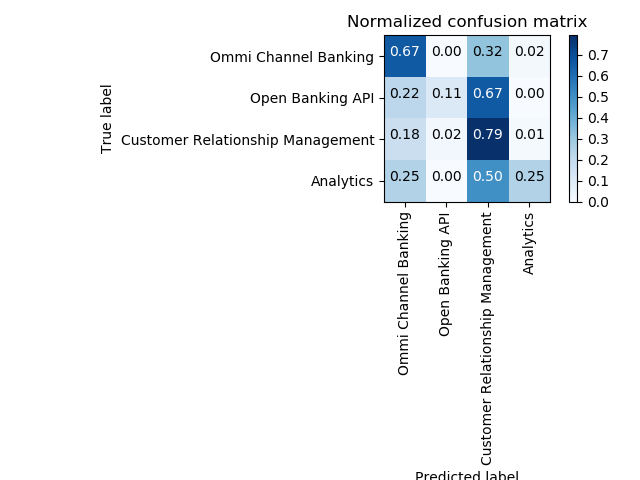 Normalized confusion matrix
True label
Ommi Channel Banking 0.67 0.00 0.32 0.02
Open Banking API 0.22 0.11 0.67 0.00
Customer Relationship Management 0.18 0.02 0.79 0.01
Analytics 0.25 0.00 0.50 0.25
0.7
0.6
0.5
0.4
0.3
0.2
0.1
0.0
Ommi Channel Banking
Open Banking API
Customer Relationship Management
Analytics
Predicted label